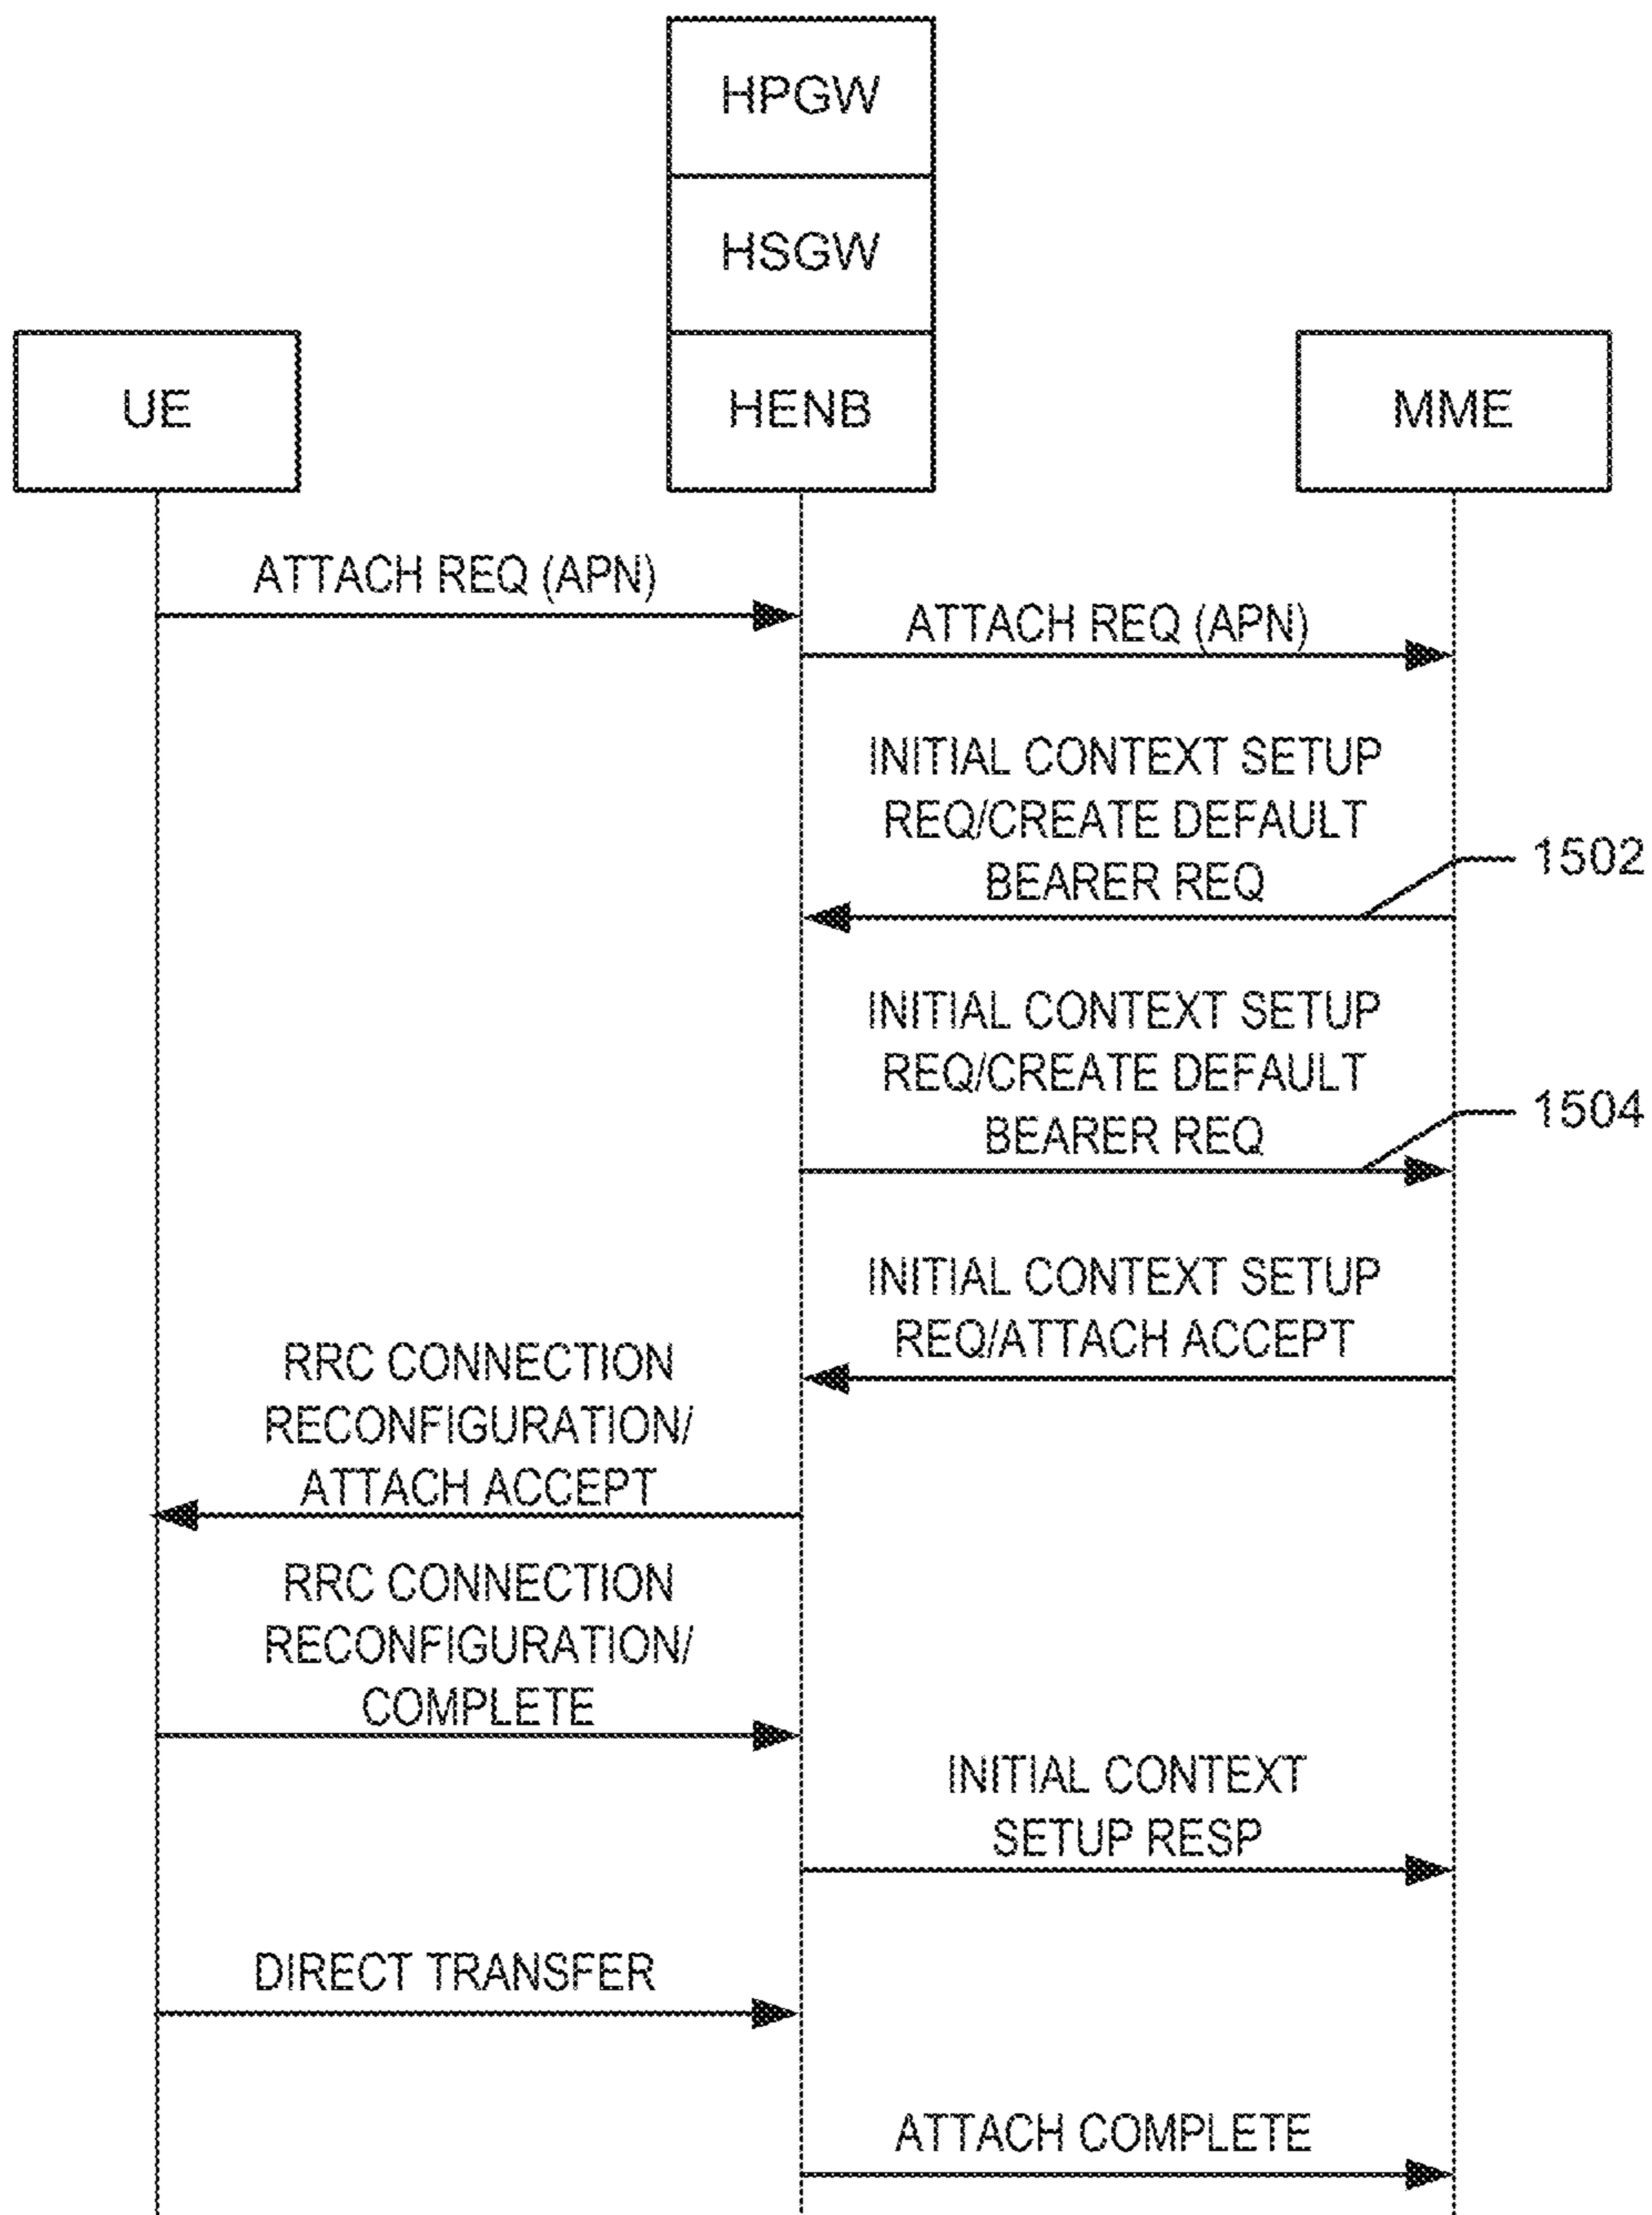 HPGW
HSGW
UE
HENB
MME
ATTACH REQ (APN)
ATTACH REQ (APN)
INITIAL CONTEXT SETUP
REQ/CREATE DEFAULT
BEARER REQ
1502
INITIAL CONTEXT SETUP
REQ/CREATE DEFAULT
BEARER REQ
1504
INITIAL CONTEXT SETUP
REQ/ATTACH ACCEPT
RRC CONNECTION
RECONFIGURATION/
ATTACH ACCEPT
RRC CONNECTION
RECONFIGURATION/
COMPLETE
INITIAL CONTEXT
SETUP RESP
DIRECT TRANSFER
ATTACH COMPLETE